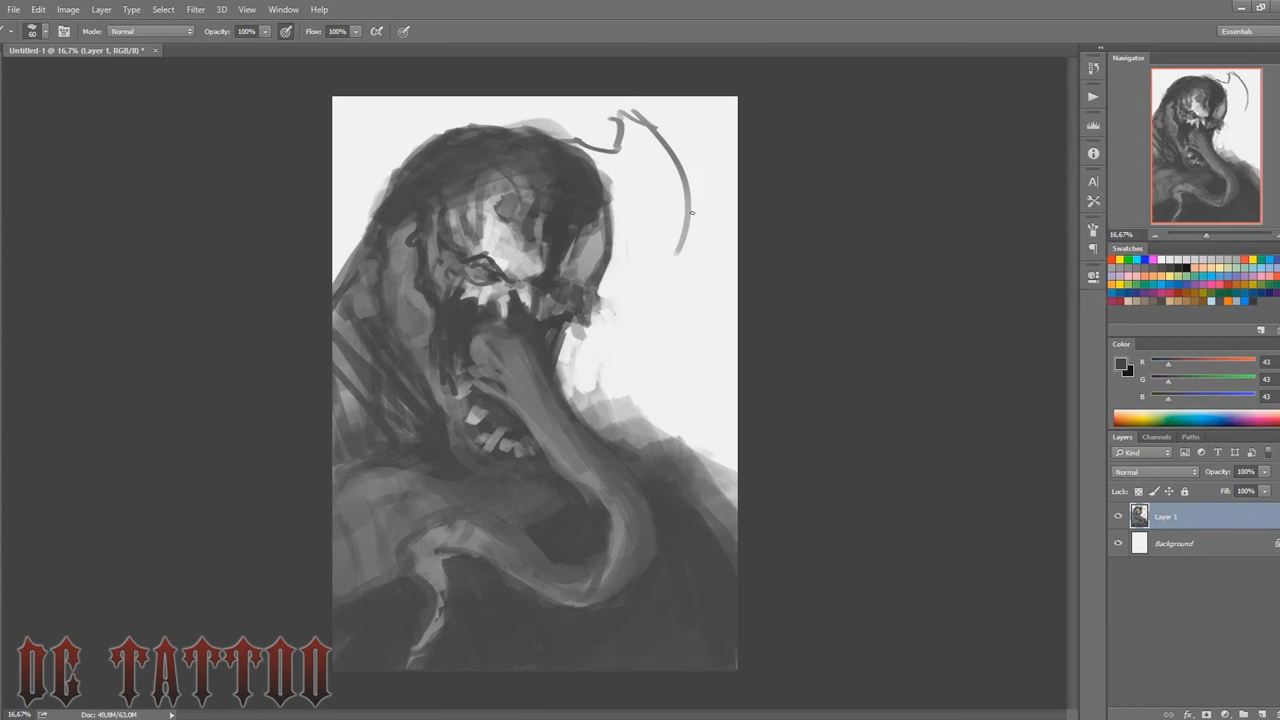 File Edit Image Layer Type Select Filter 3D View Window Help
60 Mode: Normal Opacity: 100% Flow: 100% Essentials
Untitled-1 @ 16,7% (Layer 1, RGB/8) * ×
Navigator
16,67%
Swatches
Color
R 43
G 43
B 43
Layers Channels Paths
Kind
Normal Opacity: 100%
Lock: Fill: 100%
Layer 1
Background
DC TATTOO
16,67% Doc: 49,8M/63,0M